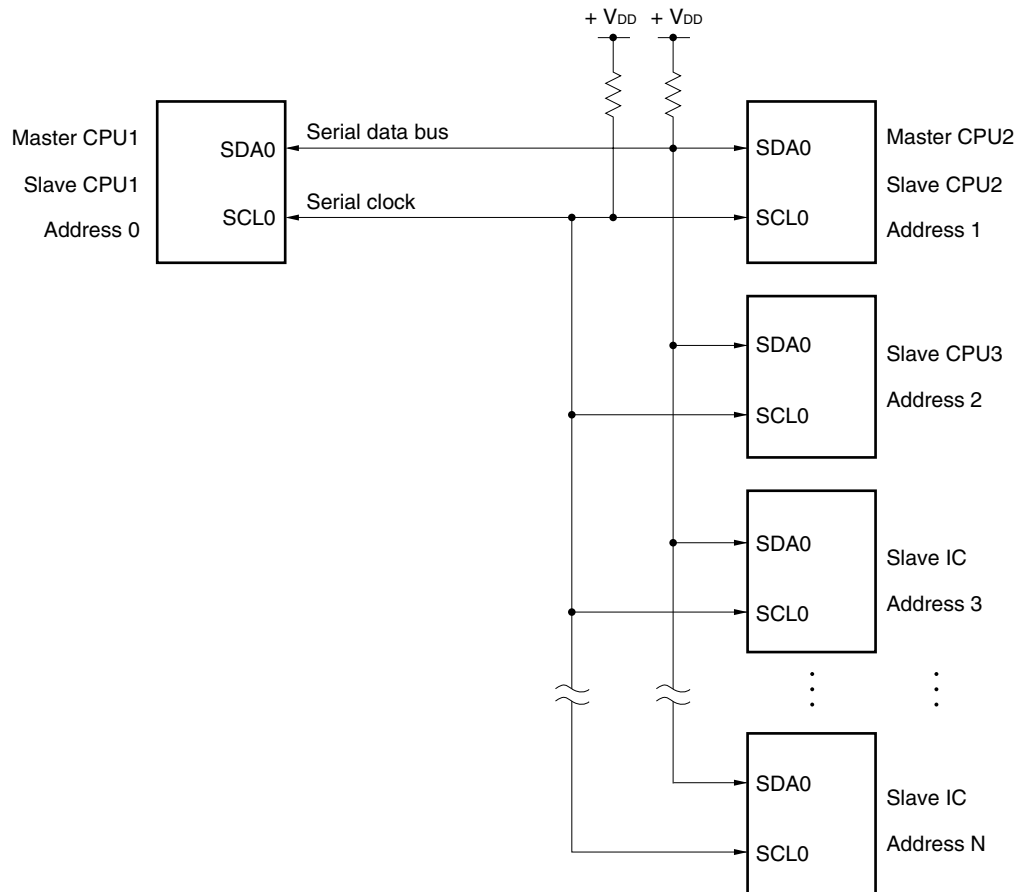 + VDD
+ VDD
Master CPU1
Slave CPU1
Address 0
SDA0
SCL0
Serial data bus
Serial clock
SDA0
SCL0
Master CPU2
Slave CPU2
Address 1
SDA0
SCL0
Slave CPU3
Address 2
SDA0
SCL0
Slave IC
Address 3
SDA0
SCL0
Slave IC
Address N